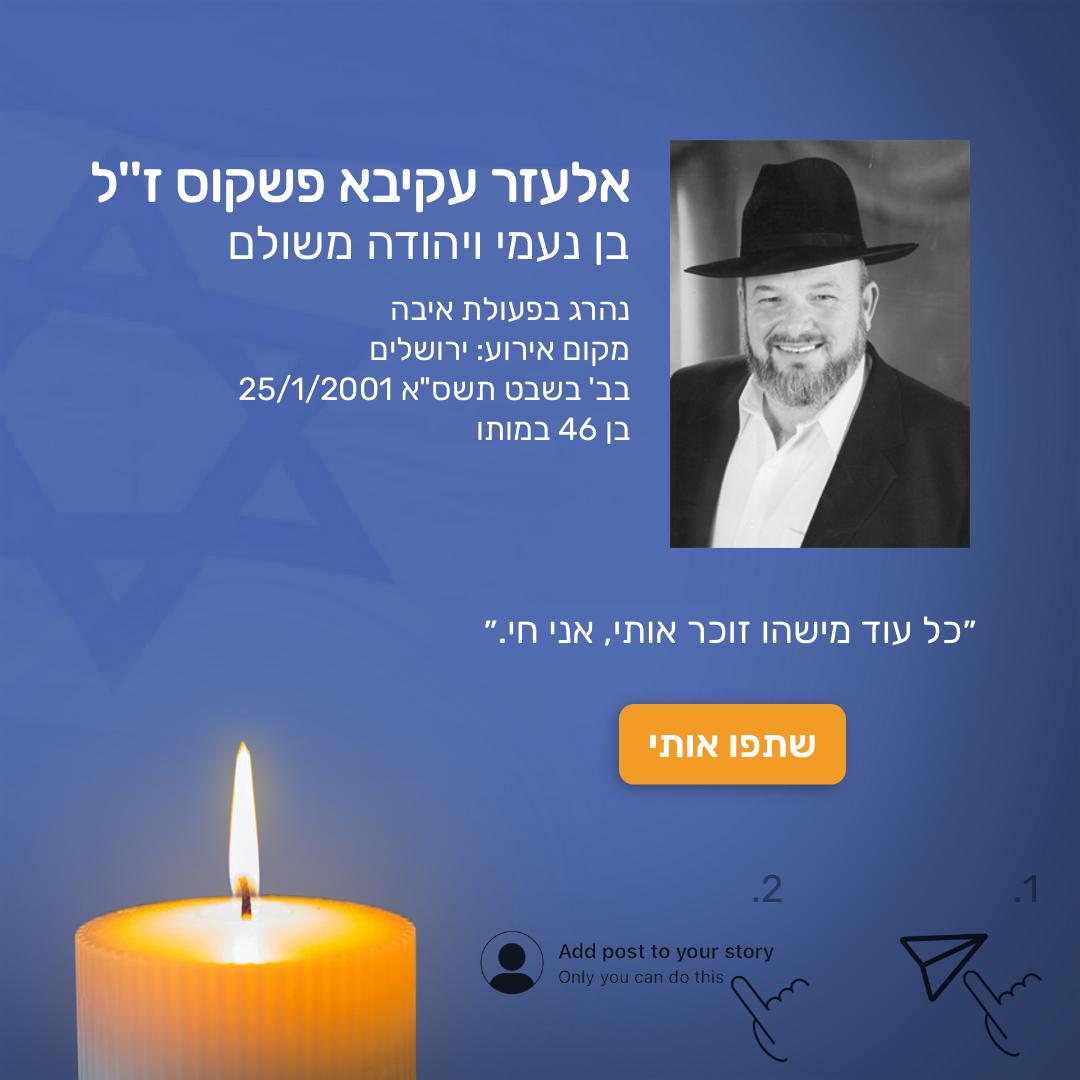 אלעזר עקיבא פשקוס ז''ל
בן נעמי ויהודה משולם
נהרג בפעולת איבה
מקום אירוע: ירושלים
בב' בשבט תשס"א 25/1/2001
בן 46 במותו
״כל עוד מישהו זוכר אותי, אני חי.״
שתפו אותי
1.
2.
Add post to your story
Only you can do this